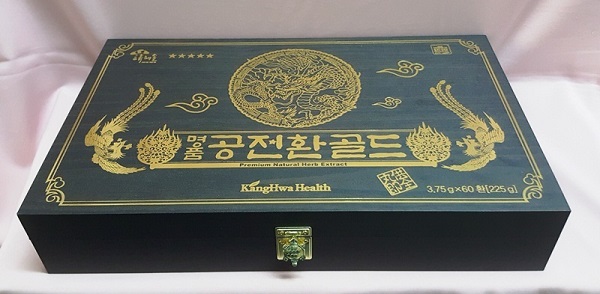 ★★★★★
명품 공전환골드
Premium Natural Herb Extract
KangHwa Health
3.75g×60환[225g]